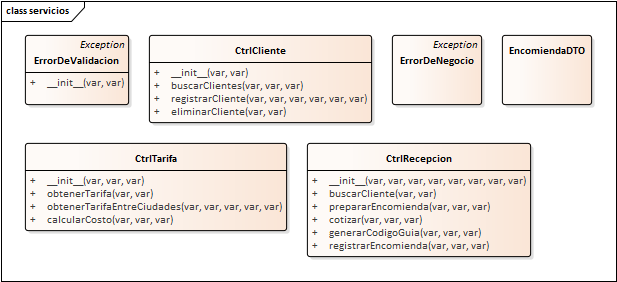 class servicios
Exception
ErrorDeValidacion
+ __init__(var, var)
CtrlCliente
+ __init__(var, var)
+ buscarClientes(var, var, var)
+ registrarCliente(var, var, var, var, var, var)
+ eliminarCliente(var, var)
Exception
ErrorDeNegocio
EncomiendaDTO
CtrlTarifa
+ __init__(var, var, var)
+ obtenerTarifa(var, var)
+ obtenerTarifaEntreCiudades(var, var, var, var, var)
+ calcularCosto(var, var, var)
CtrlRecepcion
+ __init__(var, var, var, var, var, var, var, var)
+ buscarCliente(var, var)
+ prepararEncomienda(var, var, var)
+ cotizar(var, var, var)
+ generarCodigoGuia(var, var, var)
+ registrarEncomienda(var, var, var)